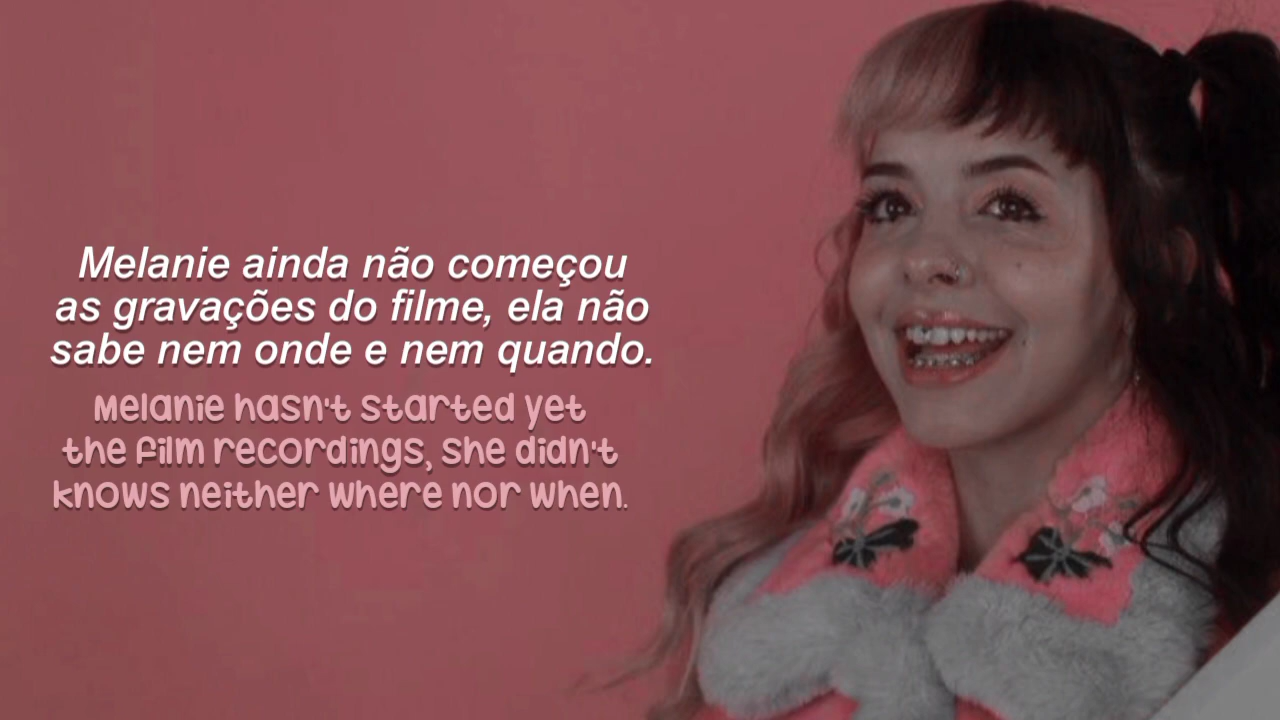 Melanie ainda não começou
as gravações do filme, ela não
sabe nem onde e nem quando.
Melanie hasn't started yet
the film recordings, she didn't
knows neither where nor when.